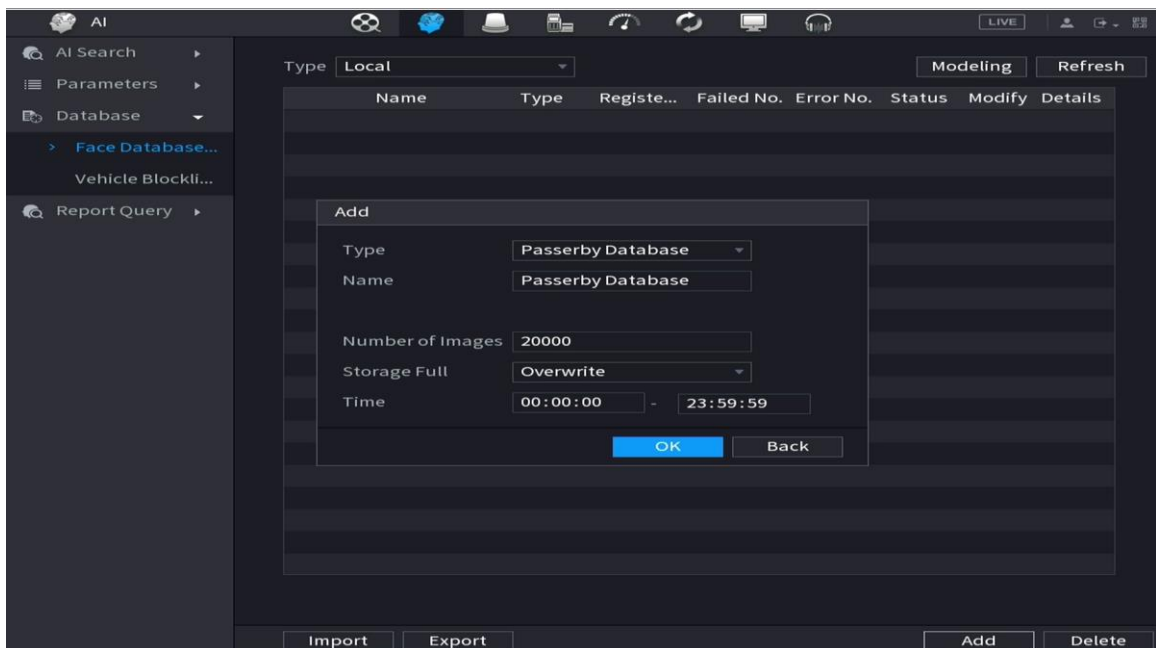 AI
LIVE
AI Search
Parameters
Database
Face Database...
Vehicle Blockli...
Report Query
Type Local
Modeling Refresh
Name Type Registe... Failed No. Error No. Status Modify Details
Add
Type Passerby Database
Name Passerby Database
Number of Images 20000
Storage Full Overwrite
Time 00:00:00 - 23:59:59
OK Back
Import Export Add Delete